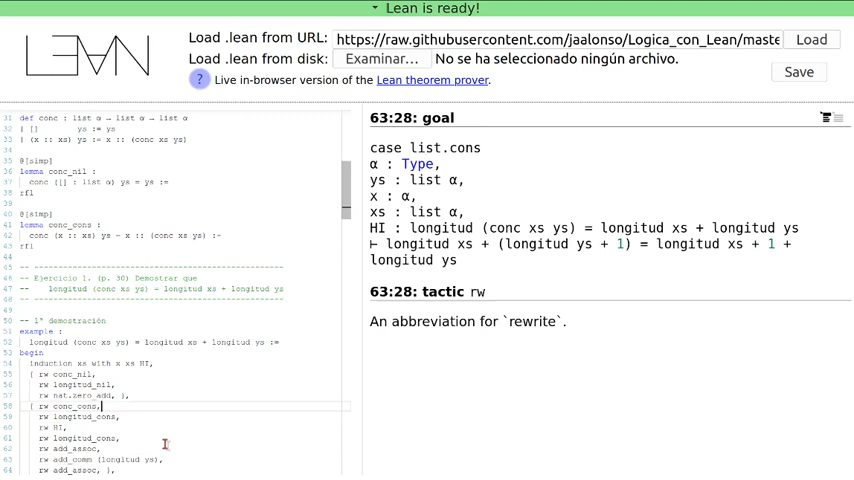 Lean is ready!
LEAN
Load .lean from URL: https://raw.githubusercontent.com/jaalonso/Logica_con_Lean/maste Load
Load .lean from disk: Examinar... No se ha seleccionado ningún archivo.
? Live in-browser version of the Lean theorem prover.
Save
31 def conc : list α → list α → list α
32 | [] ys := ys
33 | (x :: xs) ys := x :: (conc xs ys)
34
35 @[simp]
36 lemma conc_nil :
37 conc ([] : list α) ys = ys :=
38 rfl
39
40 @[simp]
41 lemma conc_cons :
42 conc (x :: xs) ys = x :: (conc xs ys) :=
43 rfl
44
45 -- ----------------------------------------------------
46 -- Ejercicio 1. (p. 30) Demostrar que
47 -- longitud (conc xs ys) = longitud xs + longitud ys
48 -- ----------------------------------------------------
49
50 -- 1ª demostración
51 example :
52 longitud (conc xs ys) = longitud xs + longitud ys :=
53 begin
54 induction xs with x xs HI,
55 { rw conc_nil,
56 rw longitud_nil,
57 rw nat.zero_add, },
58 { rw conc_cons,
59 rw longitud_cons,
60 rw HI,
61 rw longitud_cons,
62 rw add_assoc,
63 rw add_comm (longitud ys),
64 rw add_assoc, },
63:28: goal
case list.cons
α : Type,
ys : list α,
x : α,
xs : list α,
HI : longitud (conc xs ys) = longitud xs + longitud ys
⊢ longitud xs + (longitud ys + 1) = longitud xs + 1 +
longitud ys
63:28: tactic rw
An abbreviation for `rewrite`.